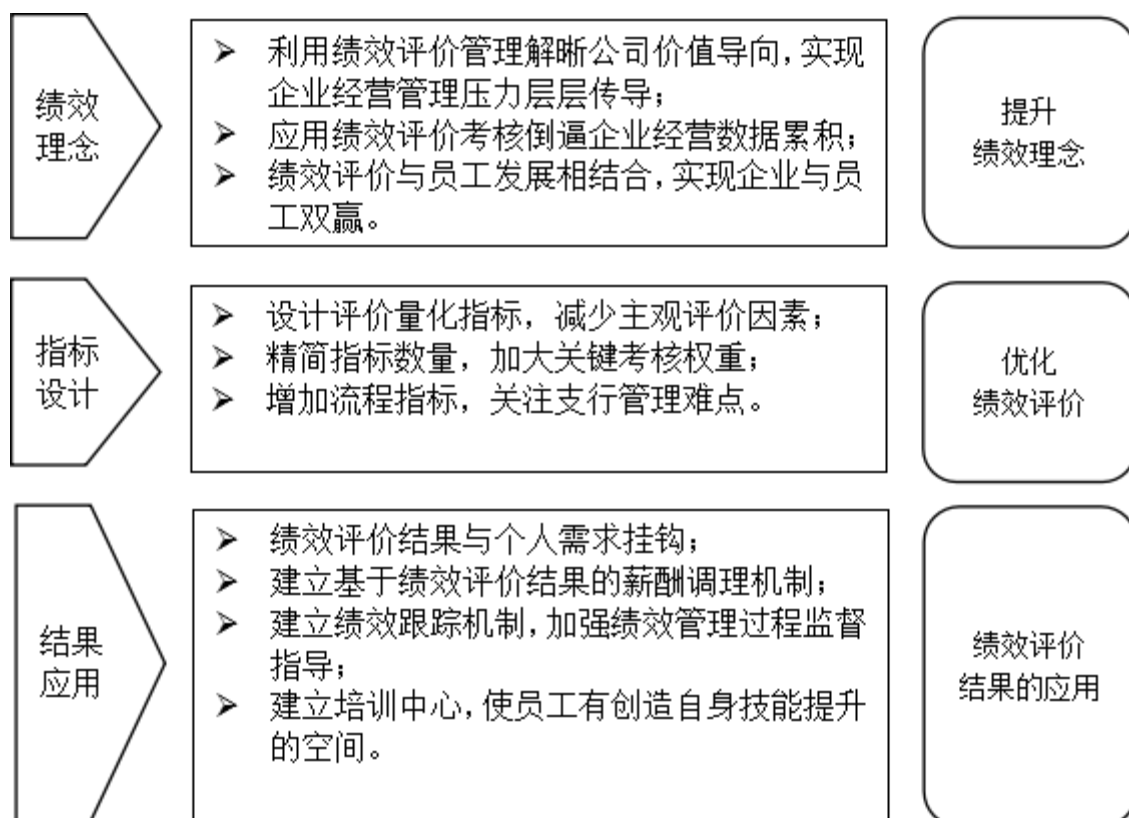 绩效
理念
➢ 利用绩效评价管理解晰公司价值导向，实现
企业经营管理压力层层传导；
➢ 应用绩效评价考核倒逼企业经营数据累积；
➢ 绩效评价与员工发展相结合，实现企业与员
工双赢。
提升
绩效理念
指标
设计
➢ 设计评价量化指标，减少主观评价因素；
➢ 精简指标数量，加大关键考核权重；
➢ 增加流程指标，关注支行管理难点。
优化
绩效评价
结果
应用
➢ 绩效评价结果与个人需求挂钩；
➢ 建立基于绩效评价结果的薪酬调理机制；
➢ 建立绩效跟踪机制，加强绩效管理过程监督
指导；
➢ 建立培训中心，使员工有创造自身技能提升
的空间。
绩效评价
结果的应用